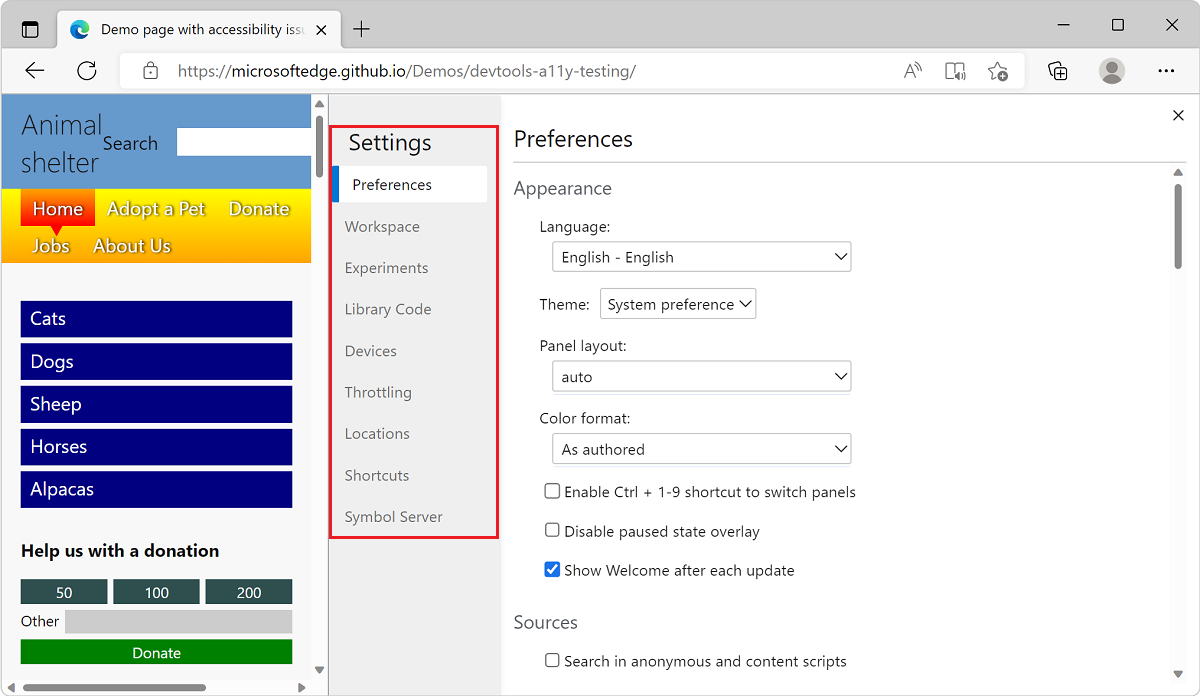 Demo page with accessibility iss
https://microsoftedge.github.io/Demos/devtools-a11y-testing/
Animal
shelter
Search
Home
Adopt a Pet
Donate
Jobs
About Us
Cats
Dogs
Sheep
Horses
Alpacas
Help us with a donation
50
100
200
Other
Donate
Settings
Preferences
Workspace
Experiments
Library Code
Devices
Throttling
Locations
Shortcuts
Symbol Server
Preferences
Appearance
Language:
English - English
Theme:
System preference
Panel layout:
auto
Color format:
As authored
Enable Ctrl + 1-9 shortcut to switch panels
Disable paused state overlay
Show Welcome after each update
Sources
Search in anonymous and content scripts